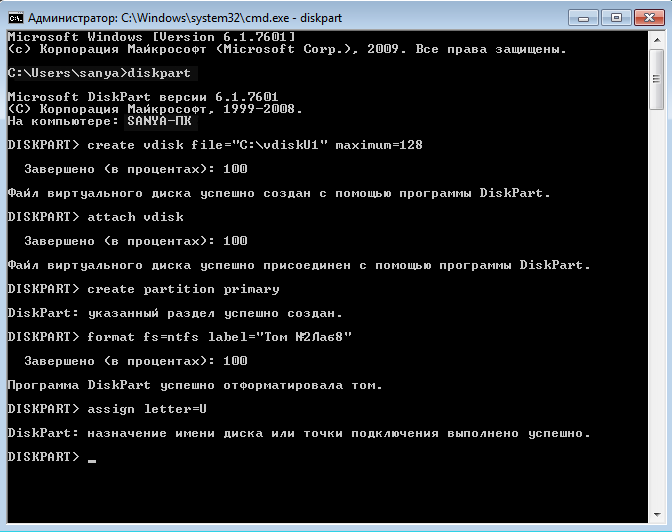 Администратор: C:\Windows\system32\cmd.exe - diskpart
Microsoft Windows [Version 6.1.7601]
(c) Корпорация Майкрософт (Microsoft Corp.), 2009. Все права защищены.
C:\Users\sanya>diskpart
Microsoft DiskPart версии 6.1.7601
(C) Корпорация Майкрософт, 1999-2008.
На компьютере: SANYA-ПК
DISKPART> create vdisk file="C:\vdiskU1" maximum=128
Завершено (в процентах): 100
Файл виртуального диска успешно создан с помощью программы DiskPart.
DISKPART> attach vdisk
Завершено (в процентах): 100
Файл виртуального диска успешно присоединен с помощью программы DiskPart.
DISKPART> create partition primary
DiskPart: указанный раздел успешно создан.
DISKPART> format fs=ntfs label="Том №2Лаб8"
Завершено (в процентах): 100
Программа DiskPart успешно отформатировала том.
DISKPART> assign letter=U
DiskPart: назначение имени диска или точки подключения выполнено успешно.
DISKPART> _